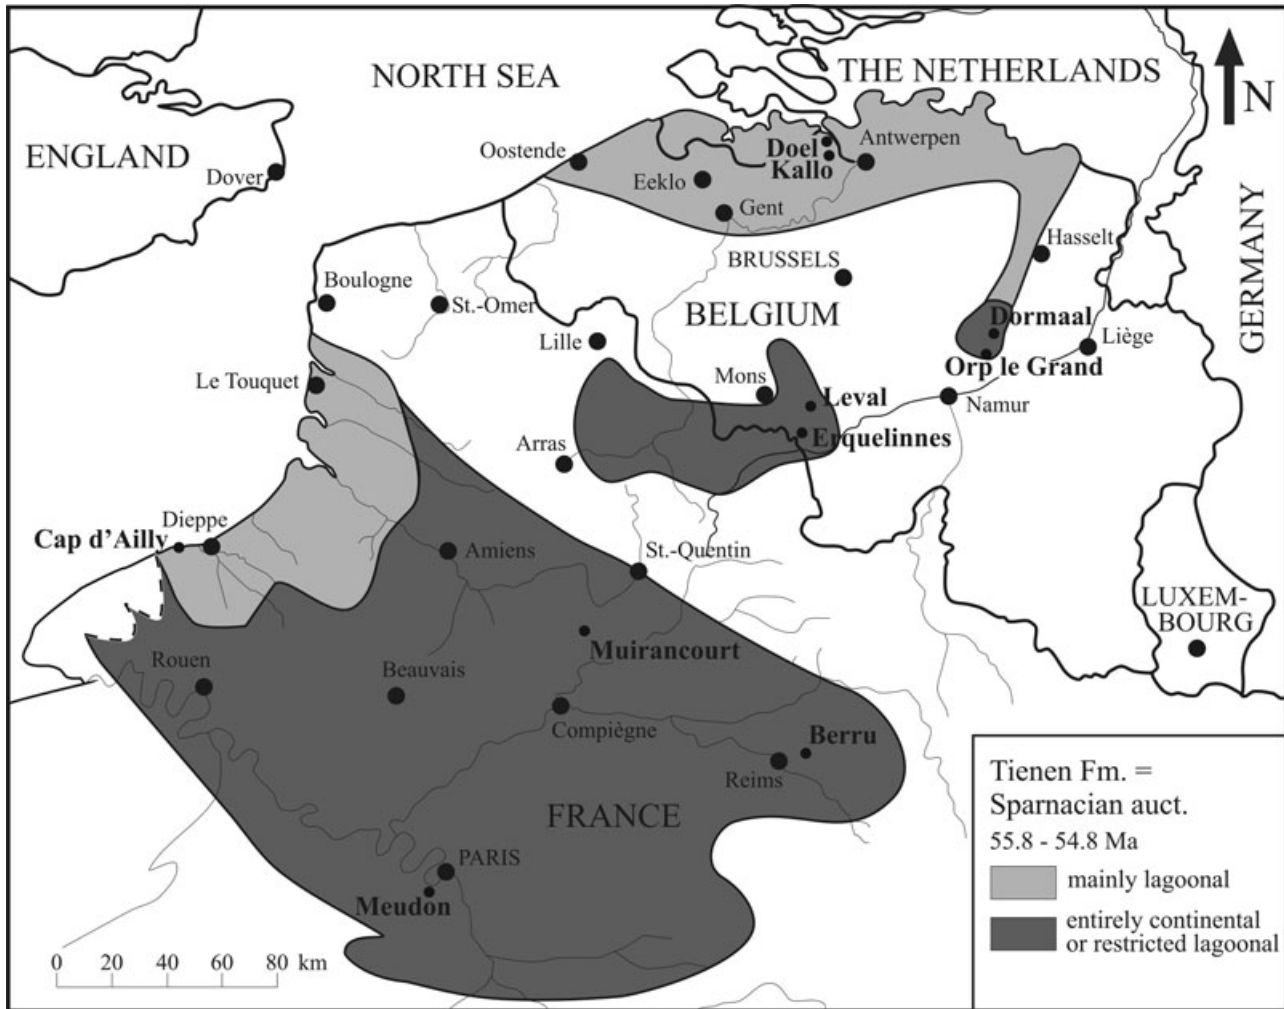 NORTH SEA
THE NETHERLANDS
N
ENGLAND
Dover
Oostende
Doel
Kallo
Antwerpen
Eeklo
Gent
GERMANY
Hasselt
BRUSSELS
Boulogne
St.-Omer
BELGIUM
Dormaal
Lille
Liège
Orp le Grand
Le Touquet
Mons
Leval
Namur
Erquelinnes
Arras
Dieppe
Cap d’Ailly
Amiens
St.-Quentin
LUXEM-
BOURG
Muirancourt
Rouen
Beauvais
Compiègne
Berru
Reims
FRANCE
PARIS
Meudon
0 20 40 60 80 km
Tienen Fm. =
Sparnacian auct.
55.8 - 54.8 Ma
mainly lagoonal
entirely continental
or restricted lagoonal